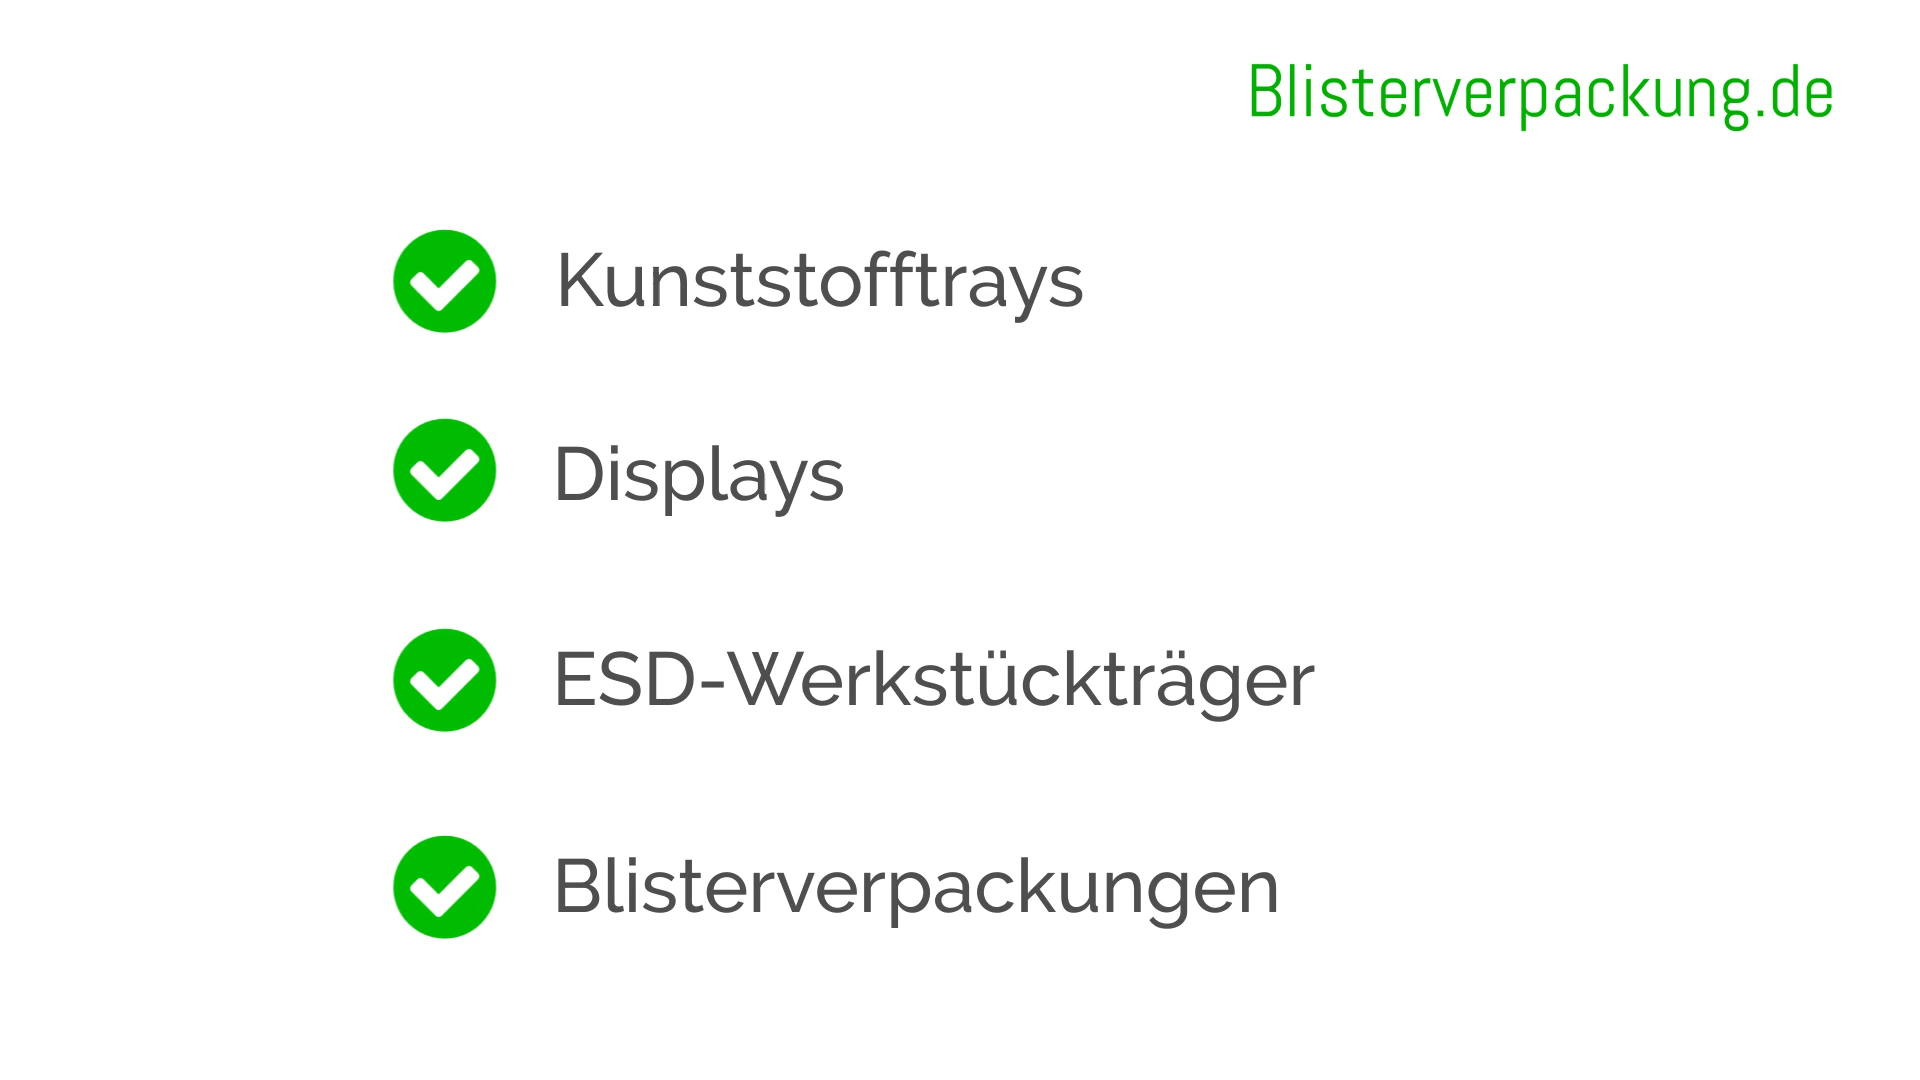 Blisterverpackung.de
Kunststofftrays
Displays
ESD-Werkstückträger
Blisterverpackungen